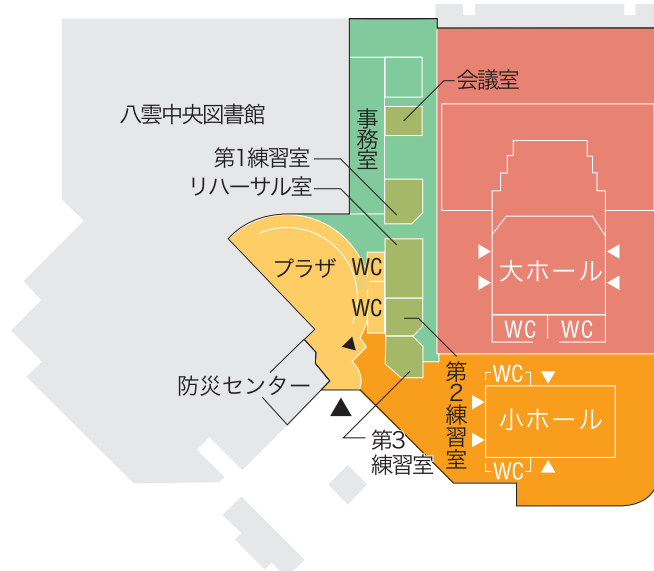 会議室
八雲中央図書館
事務室
第1練習室
リハーサル室
プラザ
WC
大ホール
WC
WC WC
防災センター
WC
第2練習室
小ホール
第3
練習室
WC